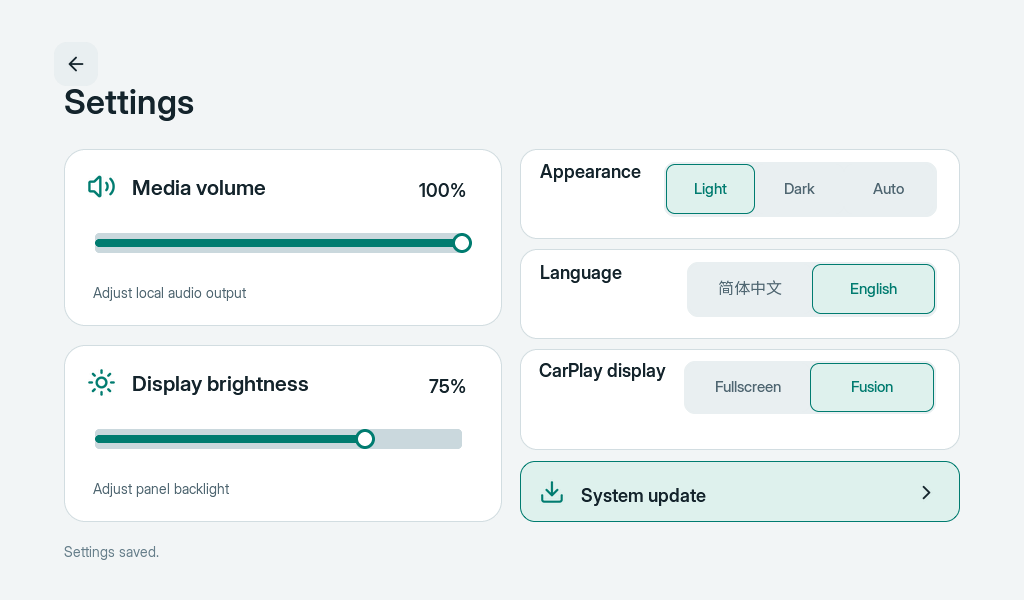 Settings
Media volume
100%
Adjust local audio output
Display brightness
75%
Adjust panel backlight
Settings saved.
Appearance
Light
Dark
Auto
Language
简体中文
English
CarPlay display
Fullscreen
Fusion
System update